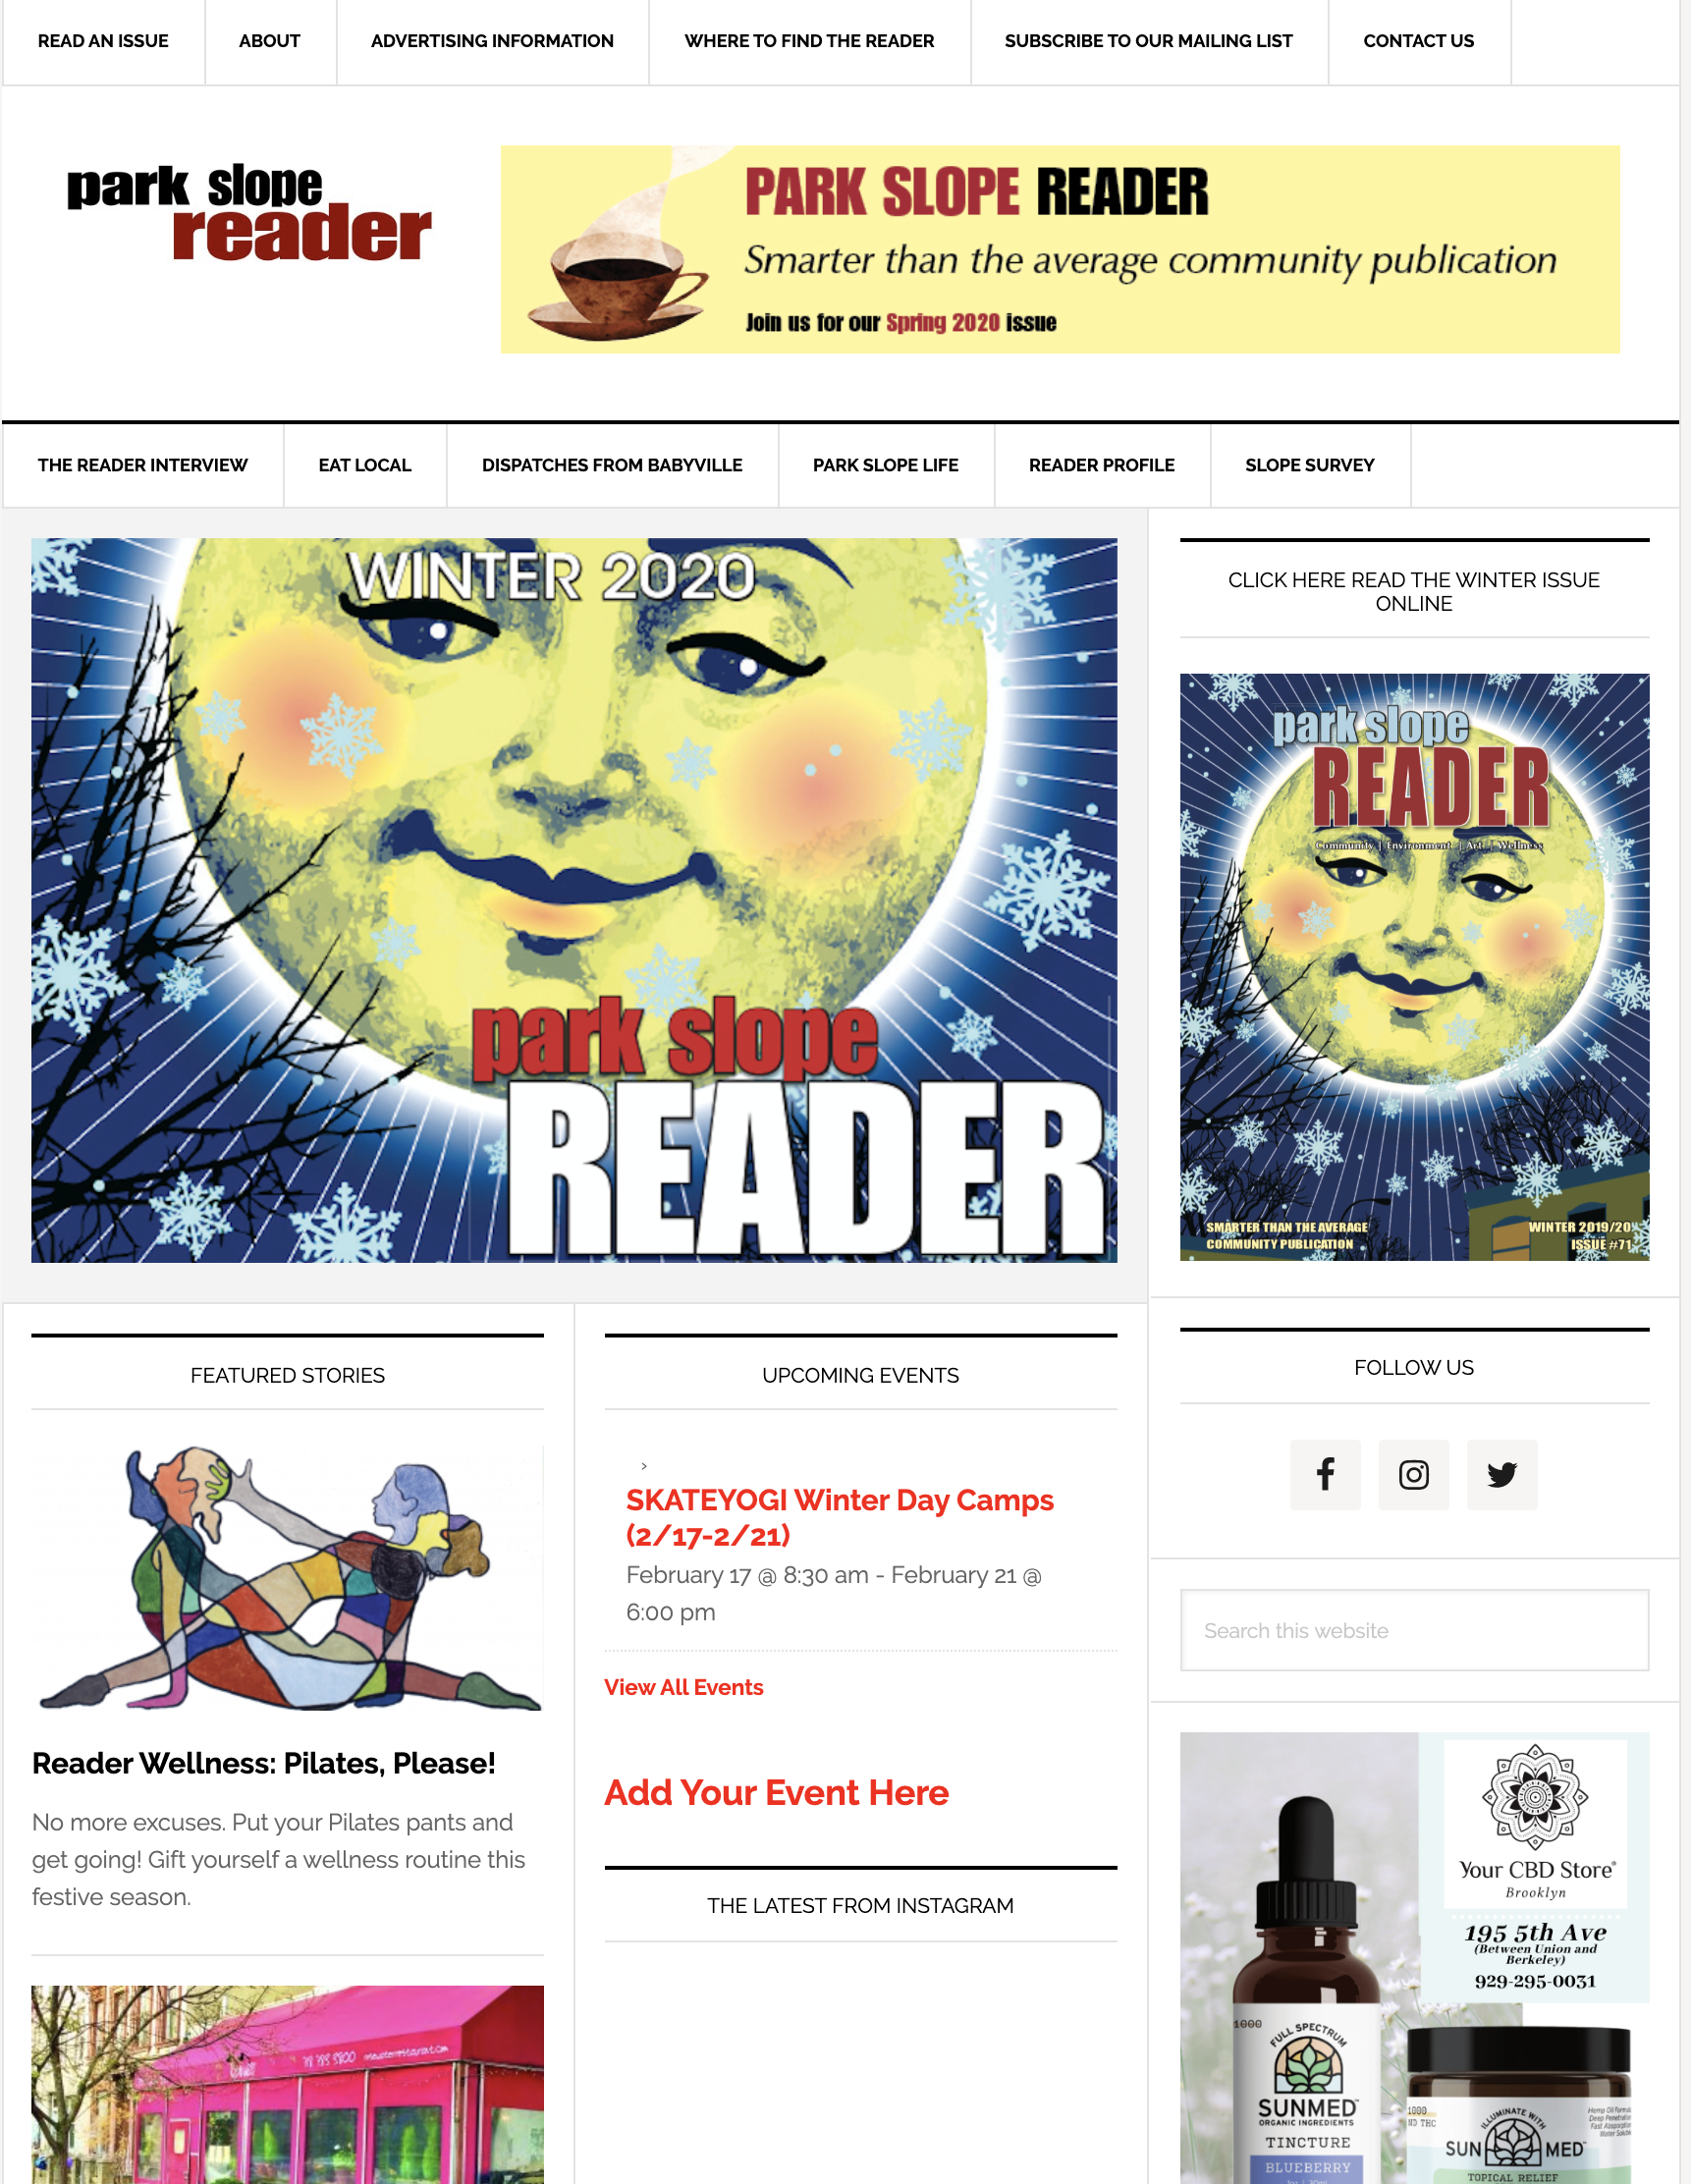 READ AN ISSUE
ABOUT
ADVERTISING INFORMATION
WHERE TO FIND THE READER
SUBSCRIBE TO OUR MAILING LIST
CONTACT US
park slope
reader
PARK SLOPE READER
Smarter than the average community publication
Join us for our Spring 2020 issue
THE READER INTERVIEW
EAT LOCAL
DISPATCHES FROM BABYVILLE
PARK SLOPE LIFE
READER PROFILE
SLOPE SURVEY
WINTER 2020
park slope
READER
CLICK HERE READ THE WINTER ISSUE
ONLINE
park slope
READER
Community | Environment | Art | Wellness
SMARTER THAN THE AVERAGE
COMMUNITY PUBLICATION
WINTER 2019/20
ISSUE #71
FEATURED STORIES
Reader Wellness: Pilates, Please!
No more excuses. Put your Pilates pants and
get going! Gift yourself a wellness routine this
festive season.
UPCOMING EVENTS
SKATEYOGI Winter Day Camps
(2/17-2/21)
February 17 @ 8:30 am - February 21 @
6:00 pm
View All Events
Add Your Event Here
THE LATEST FROM INSTAGRAM
FOLLOW US
Search this website
Your CBD Store®
Brooklyn
195 5th Ave
(Between Union and
Berkeley)
929-295-0031
1000
FULL SPECTRUM
SUNMED™
ORGANIC INGREDIENTS
TINCTURE
BLUEBERRY
1000
ILLUMINATE WITH
SUN MED™
TOPICAL RELIEF